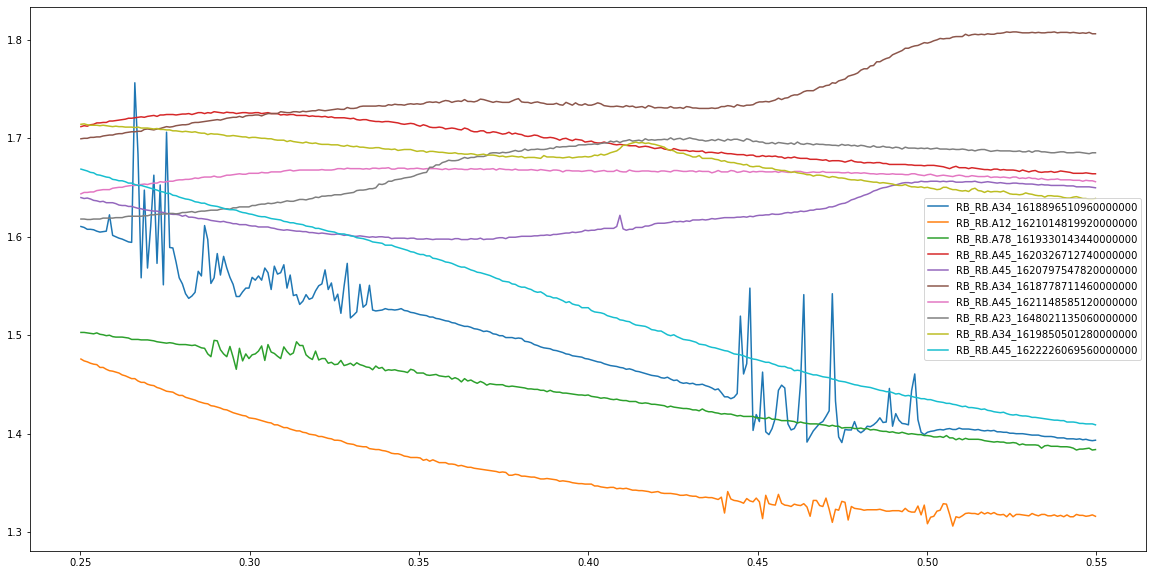 1.8
1.7
1.6
1.5
1.4
1.3
RB_RB.A34_1618896510960000000
RB_RB.A12_1621014819920000000
RB_RB.A78_1619330143440000000
RB_RB.A45_1620326712740000000
RB_RB.A45_1620797547820000000
RB_RB.A34_1618778711460000000
RB_RB.A45_1621148585120000000
RB_RB.A23_1648021135060000000
RB_RB.A34_1619850501280000000
RB_RB.A45_1622226069560000000
0.25 0.30 0.35 0.40 0.45 0.50 0.55